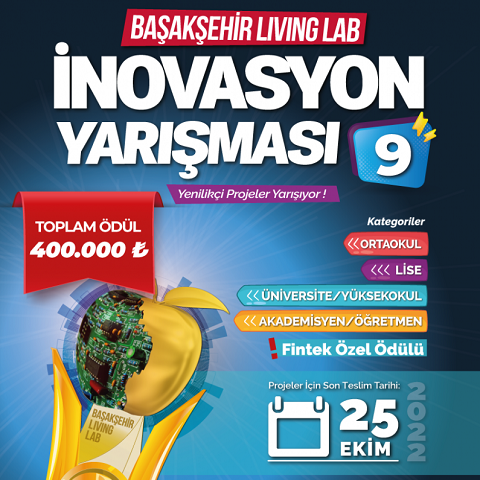 BAŞAKŞEHİR LIVING LAB
İNOVASYON
YARIŞMASI 9
Yenilikçi Projeler Yarışıyor !
TOPLAM ÖDÜL
400.000 ₺
Kategoriler
ORTAOKUL
LİSE
ÜNİVERSİTE/YÜKSEKOKUL
AKADEMİSYEN/ÖĞRETMEN
! Fintek Özel Ödülü
Projeler İçin Son Teslim Tarihi:
25
EKİM
2022
BAŞAKŞEHİR
LIVING
LAB